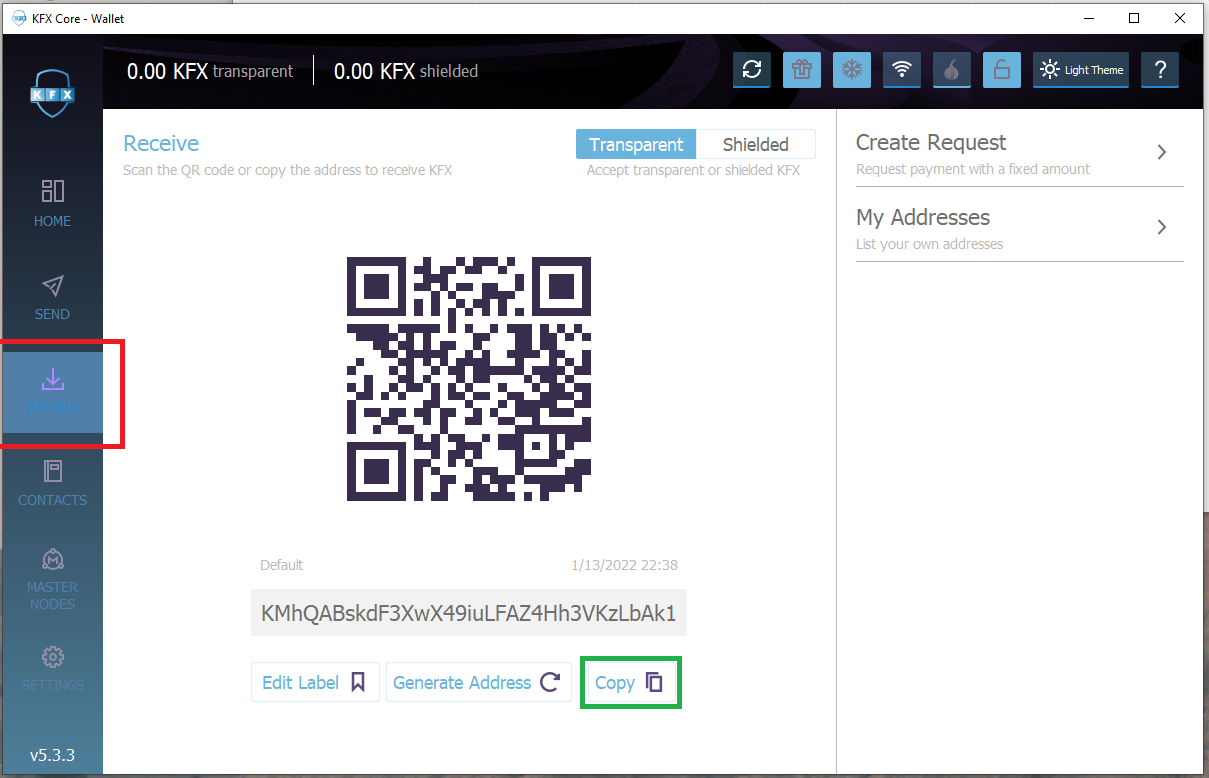 KFX Core - Wallet
KFX
0.00 KFX transparent
0.00 KFX shielded
Light Theme
?
HOME
SEND
RECEIVE
CONTACTS
MASTER
NODES
SETTINGS
v5.3.3
Receive
Scan the QR code or copy the address to receive KFX
Transparent
Shielded
Accept transparent or shielded KFX
Default
1/13/2022 22:38
KMhQABskdF3XwX49iuLFAZ4Hh3VKzLbAk1
Edit Label
Generate Address
Copy
Create Request
Request payment with a fixed amount
My Addresses
List your own addresses